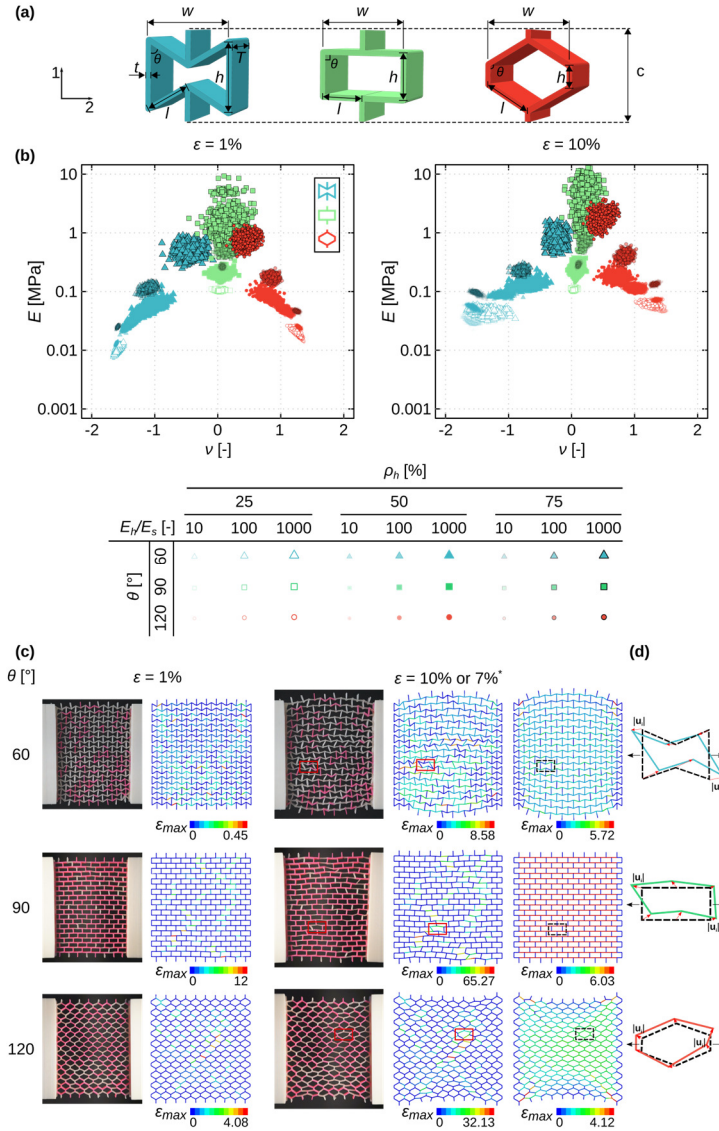 (a)
w
w
w
t
θ
T
h
l
θ
h
l
θ
h
l
c
1
2
(b)
ε = 1%
ε = 10%
10
1
0.1
0.01
0.001
E [MPa]
-2 -1 0 1 2
ν [-]
10
1
0.1
0.01
0.001
E [MPa]
-2 -1 0 1 2
ν [-]
ρh [%]
25 50 75
Eh/Es [-] 10 100 1000 10 100 1000 10 100 1000
θ [°]
60
90
120
(c)
(d)
θ [°] ε = 1% ε = 10% or 7%*
60
εmax
0 0.45
εmax
0 8.58
εmax
0 5.72
|ui|
|u
90
εmax
0 12
εmax
0 65.27
εmax
0 6.03
|ui|
|ui|
120
εmax
0 4.08
εmax
0 32.13
εmax
0 4.12
|ui|
|ui|